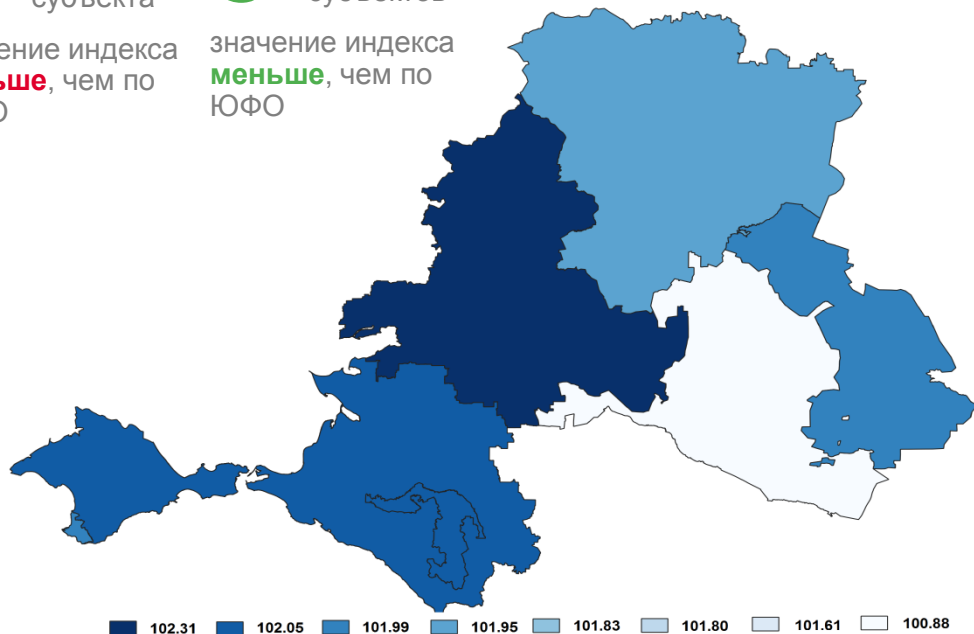 субъекта
значение индекса
меньше, чем по
ЮФО
102.31 102.05 101.99 101.95 101.83 101.80 101.61 100.88